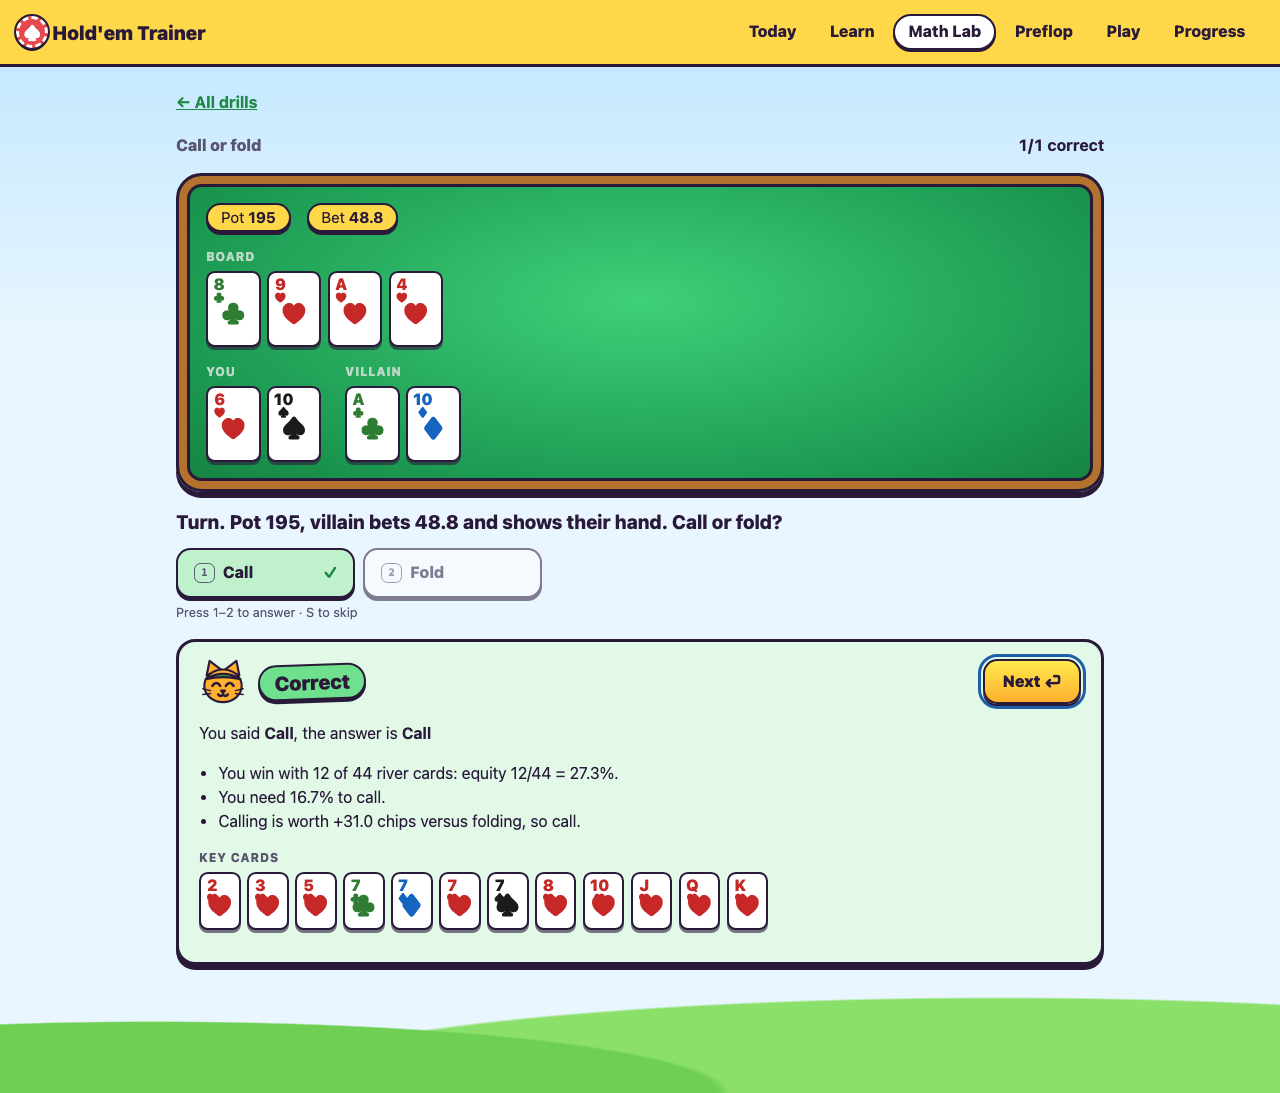 Hold'em Trainer
Today Learn Math Lab Preflop Play Progress
← All drills
Call or fold 1/1 correct
Pot 195 Bet 48.8
BOARD
8 9 A 4
YOU VILLAIN
6 10 A 10
Turn. Pot 195, villain bets 48.8 and shows their hand. Call or fold?
1 Call 2 Fold
Press 1–2 to answer · S to skip
Correct Next
You said Call, the answer is Call
• You win with 12 of 44 river cards: equity 12/44 = 27.3%.
• You need 16.7% to call.
• Calling is worth +31.0 chips versus folding, so call.
KEY CARDS
2 3 5 7 7 7 7 8 10 J Q K